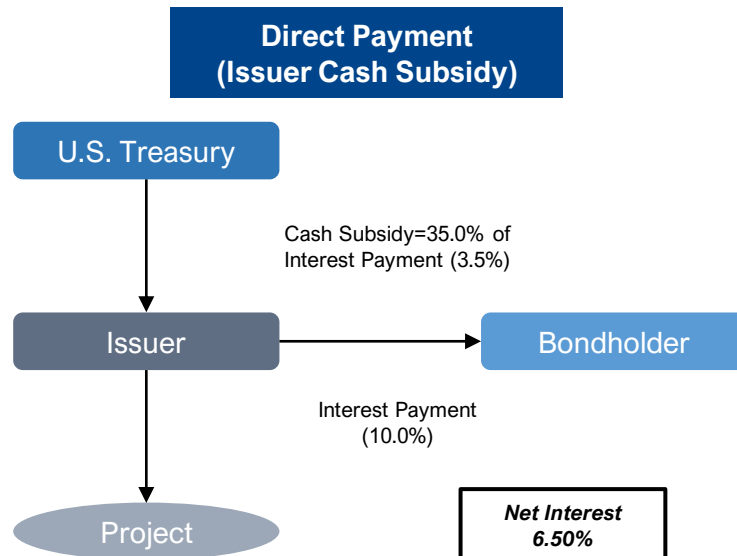 Direct Payment
(Issuer Cash Subsidy)
U.S. Treasury
Cash Subsidy=35.0% of
Interest Payment (3.5%)
Issuer
Bondholder
Interest Payment
(10.0%)
Project
Net Interest
6.50%